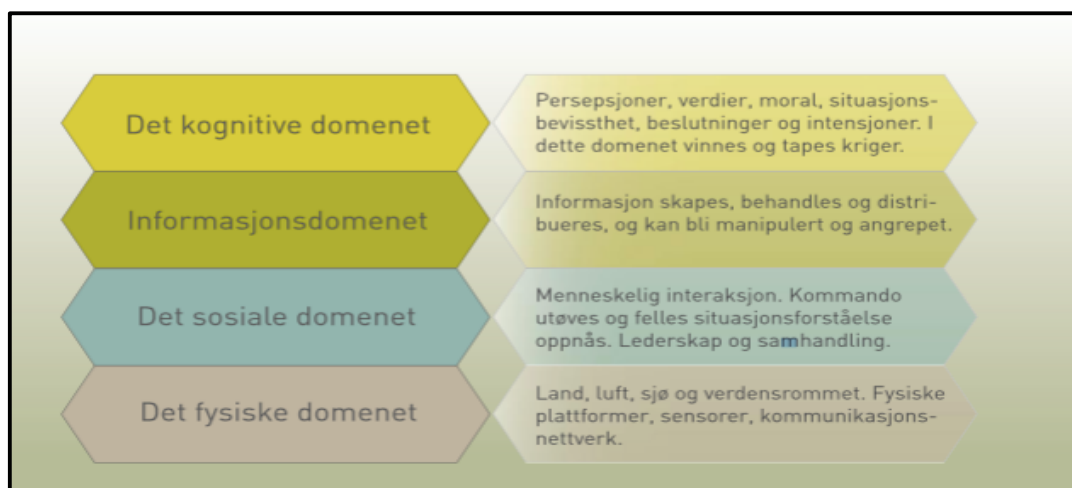 Det kognitive domenet
Persepsjoner, verdier, moral, situasjons-
bevissthet, beslutninger og intensjoner. I
dette domenet vinnes og tapes kriger.
Informasjonsdomenet
Informasjon skapes, behandles og distri-
bueres, og kan bli manipulert og angrepet.
Det sosiale domenet
Menneskelig interaksjon. Kommando
utøves og felles situasjonsforståelse
oppnås. Lederskap og samhandling.
Det fysiske domenet
Land, luft, sjø og verdensrommet. Fysiske
plattformer, sensorer, kommunikasjons-
nettverk.